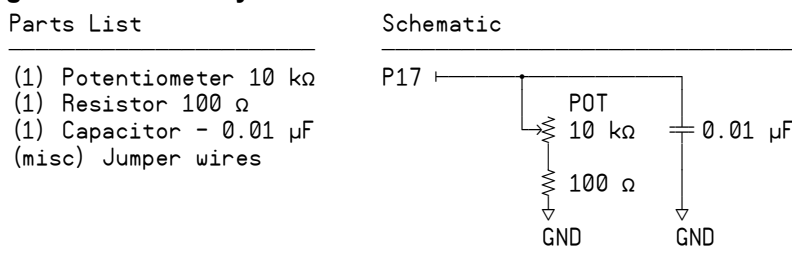 Parts List
(1) Potentiometer 10 kΩ
(1) Resistor 100 Ω
(1) Capacitor - 0.01 µF
(misc) Jumper wires
Schematic
P17
POT
10 kΩ
0.01 µF
100 Ω
GND
GND